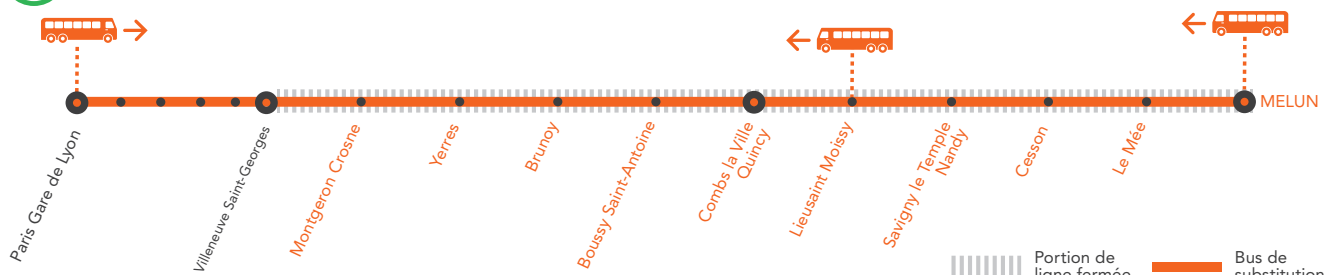 MELUN
Paris Gare de Lyon
Villeneuve Saint-Georges
Montgeron Crosne
Yerres
Brunoy
Boussy Saint-Antoine
Combs la Ville
Quincy
Lieusaint Moissy
Savigny le Temple
Nandy
Cesson
Le Mée
Portion de
ligne fermée
Bus de
substitution